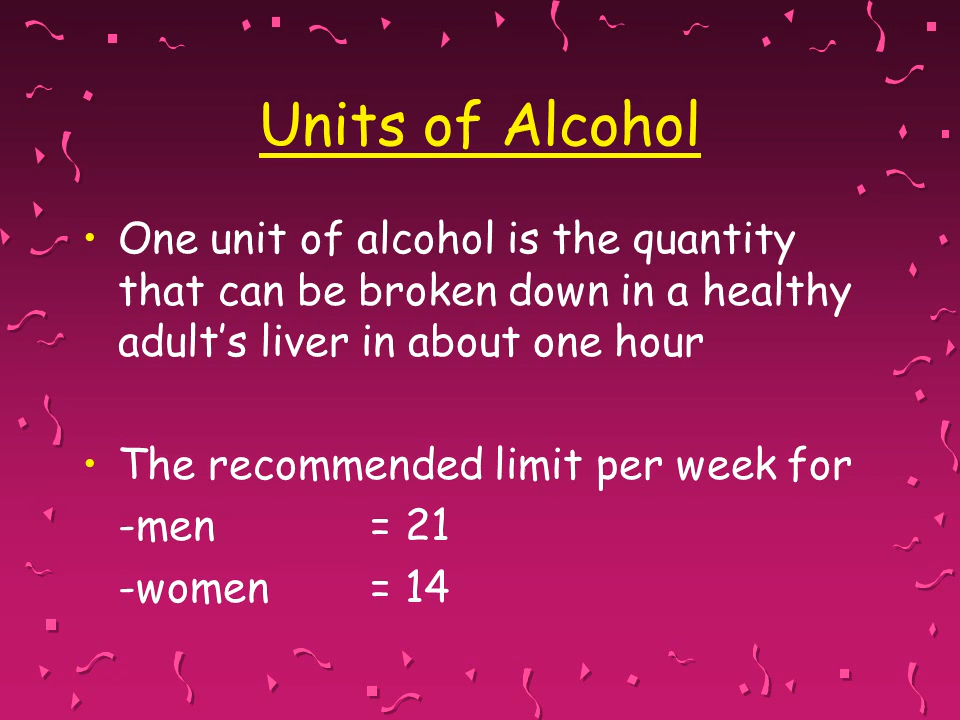 Units of Alcohol
• One unit of alcohol is the quantity
that can be broken down in a healthy
adult’s liver in about one hour
• The recommended limit per week for
-men = 21
-women = 14